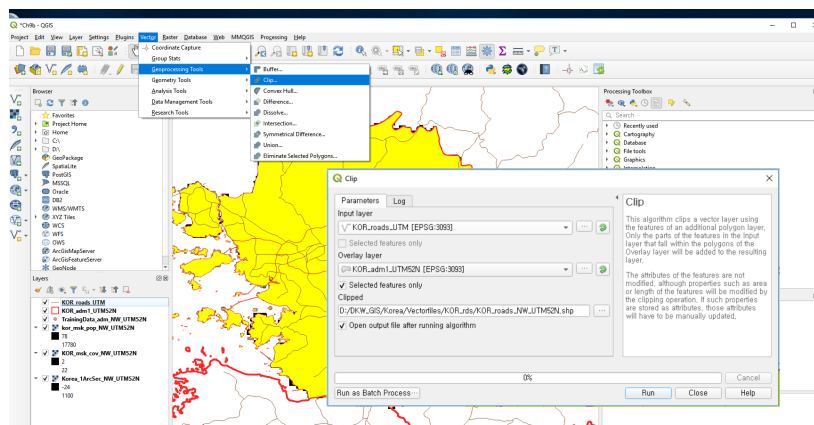 *Ch9b - QGIS
Project Edit View Layer Settings Plugins Vector Raster Database Web MMQGIS Processing Help
Coordinate Capture
Group Stats
Geoprocessing Tools
Geometry Tools
Analysis Tools
Data Management Tools
Research Tools
Buffer...
Clip...
Convex Hull...
Difference...
Dissolve...
Intersection...
Symmetrical Difference...
Union...
Eliminate Selected Polygons...
Browser
Favorites
Project Home
Home
C:\
D:\
GeoPackage
SpatiaLite
PostGIS
MSSQL
Oracle
DB2
WMS/WMTS
XYZ Tiles
WCS
WFS
OWS
ArcGisMapServer
ArcGisFeatureServer
GeoNode
Layers
KOR_roads_UTM
KOR_adm1_UTM52N
TrainingData_adm_NW_UTM52N
kor_msk_pop_NW_UTM52N
78
17780
KOR_msk_cov_NW_UTM52N
2
22
Korea_1ArcSec_NW_UTM52N
-24
1100
Processing Toolbox
Search...
Recently used
Cartography
Database
File tools
Graphics
Interpolation
Clip
Parameters Log
Input layer
KOR_roads_UTM [EPSG:3093]
Selected features only
Overlay layer
KOR_adm1_UTM52N [EPSG:3093]
Selected features only
Clipped
D:/DKW_GIS/Korea/Vectorfiles/KOR_rds/KOR_roads_NW_UTM52N.shp
Open output file after running algorithm
0%
Cancel
Run as Batch Process...
Run Close Help
Clip
This algorithm clips a vector layer using
the features of an additional polygon layer.
Only the parts of the features in the Input
layer that fall within the polygons of the
Overlay layer will be added to the resulting
layer.
The attributes of the features are not
modified, although properties such as area
or length of the features will be modified by
the clipping operation. If such properties
are stored as attributes, those attributes
will have to be manually updated.